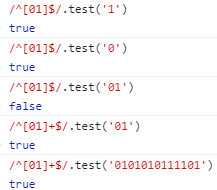 /^[01]$/.test('1')
true
/^[01]$/.test('0')
true
/^[01]$/.test('01')
false
/^[01]+$/.test('01')
true
/^[01]+$/.test('0101010111101')
true